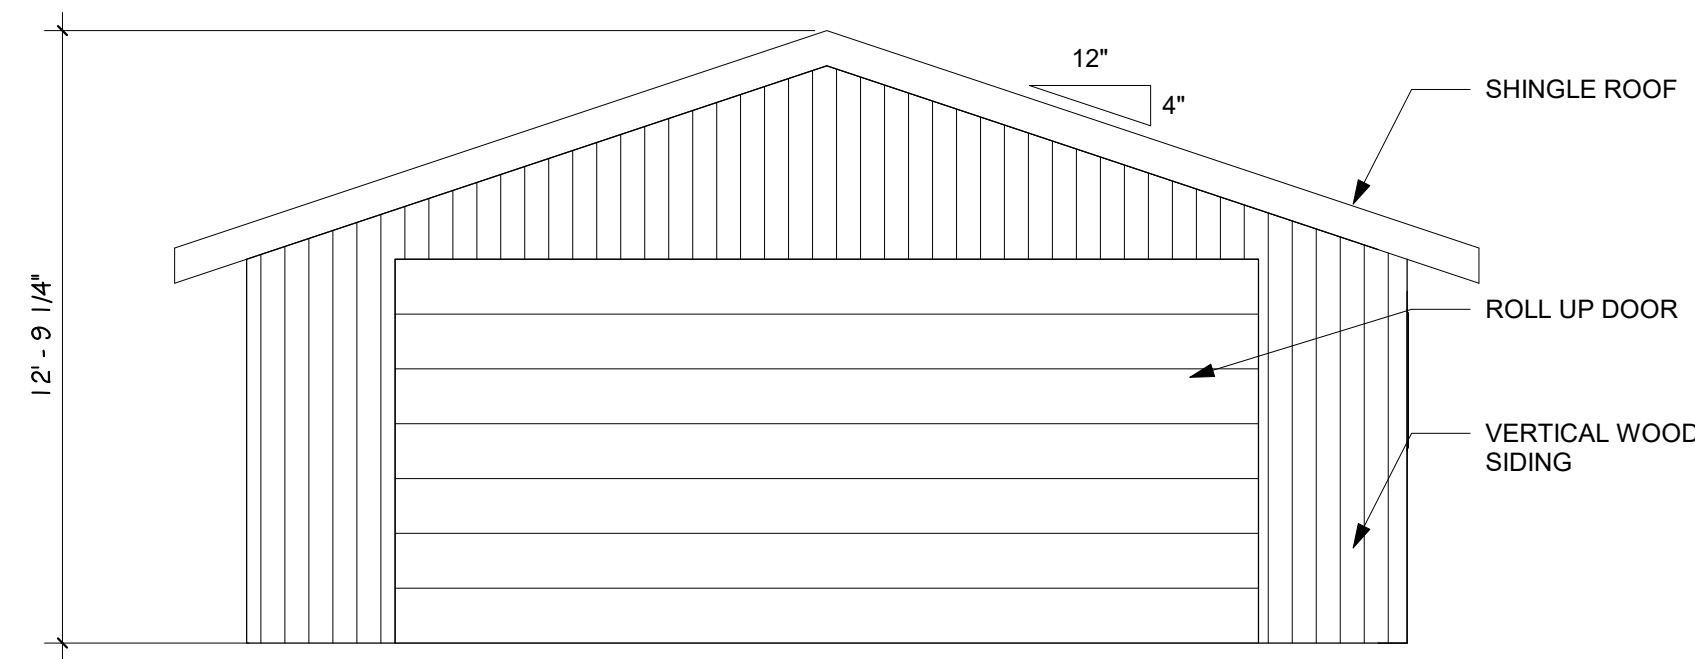 12"
4"
SHINGLE ROOF
12' - 9 1/4"
ROLL UP DOOR
VERTICAL WOOD
SIDING